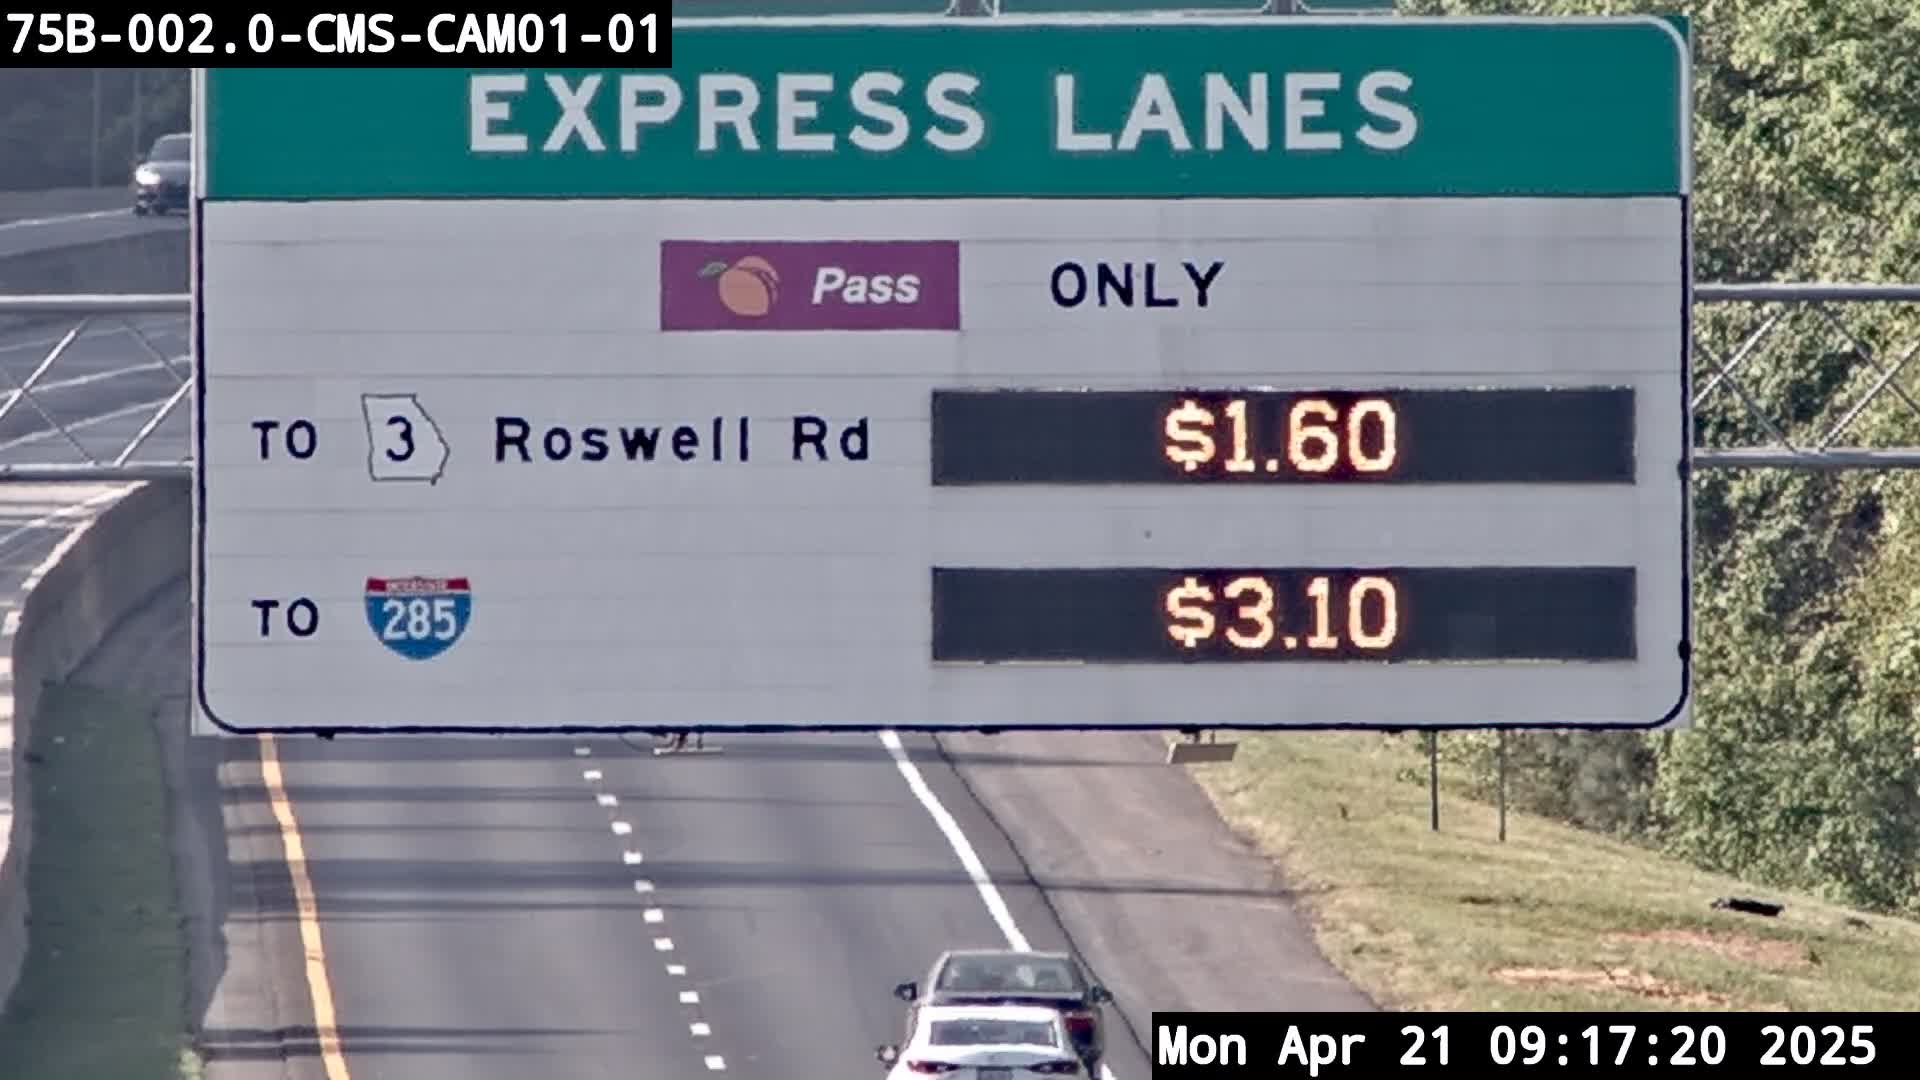 75B-002.0-CMS-CAM01-01
EXPRESS LANES
Pass ONLY
TO 3 Roswell Rd $1.60
INTERSTATE
TO 285 $3.10
Mon Apr 21 09:17:20 2025